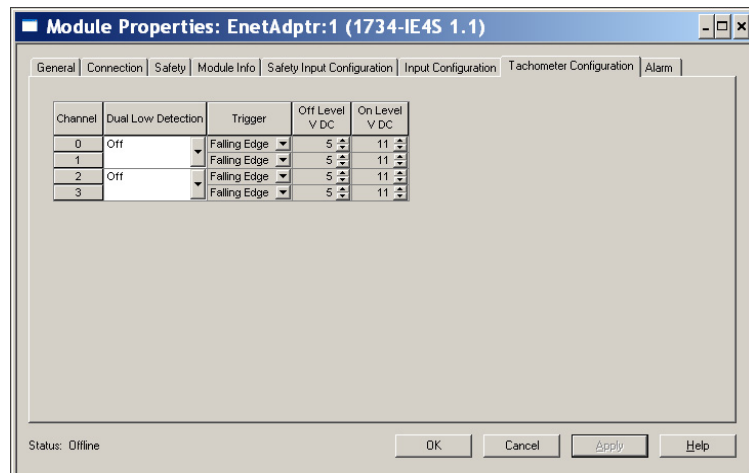 Module Properties: EnetAdptr:1 (1734-IE4S 1.1)
General Connection Safety Module Info Safety Input Configuration Input Configuration Tachometer Configuration Alarm
Channel Dual Low Detection Trigger Off Level V DC On Level V DC
0 Off Falling Edge 5 11
1 Falling Edge 5 11
2 Off Falling Edge 5 11
3 Falling Edge 5 11
Status: Offline OK Cancel Apply Help